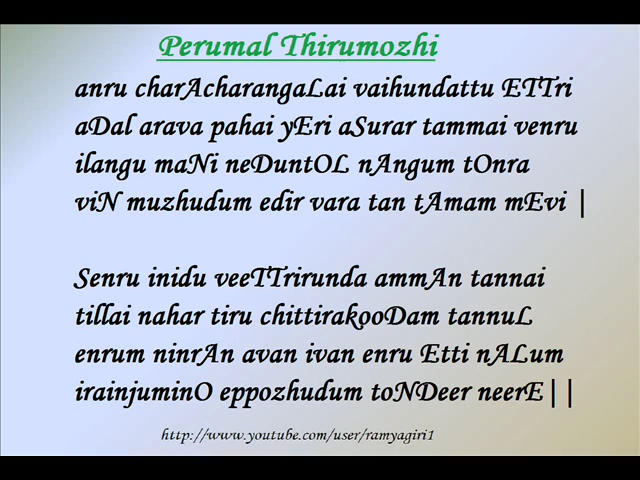 Perumal Thirumozhi
anru charAcharangaLai vaihundattu ETTri
aDal arava pahai yEri aSurar tammai venru
ilangu maNi neDuntOL nAngum tOnra
viN muzhudum edir vara tan tAmam mEvi |
Senru inidu veeTTrirunda ammAn tannai
tillai nahar tiru chittirakooDam tannuL
enrum ninrAn avan ivan enru Etti nALum
irainjuminO eppozhudum toNDeer neerE||
http://www.youtube.com/user/ramyagiri1